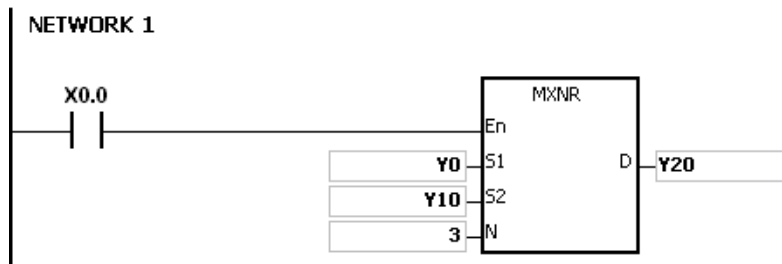 NETWORK 1
X0.0
MXNR
En
Y0 S1 D Y20
Y10 S2
3 N